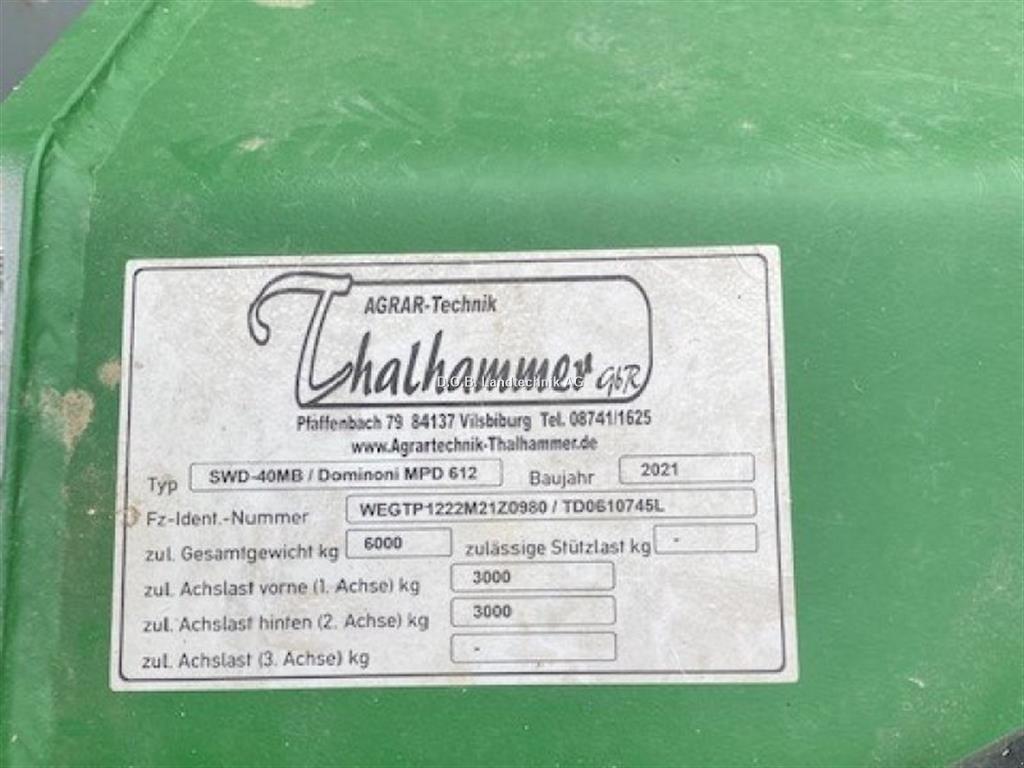 AGRAR-Technik
Thalhammer GbR
D.O.B. Landtechnik AG
Pfaffenbach 79 84137 Vilsbiburg Tel. 08741/1625
www.Agrartechnik-Thalhammer.de
Typ SWD-40MB / Dominoni MPD 612 Baujahr 2021
Fz-Ident.-Nummer WEGTP1222M21Z0980 / TD0610745L
zul. Gesamtgewicht kg 6000 zulässige Stützlast kg -
zul. Achslast vorne (1. Achse) kg 3000
zul. Achslast hinten (2. Achse) kg 3000
zul. Achslast (3. Achse) kg -